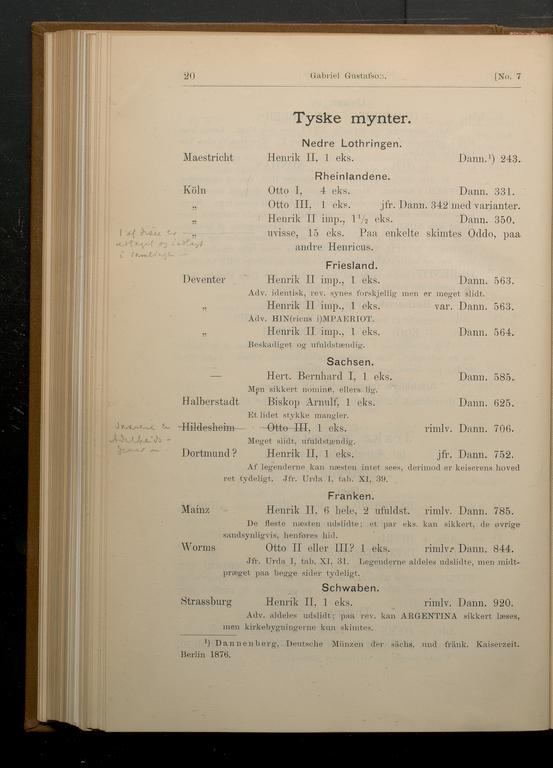 20 Gabriel Gustafson. [No. 7
Tyske mynter.
Nedre Lothringen.
Maestricht Henrik II, 1 eks. Dann.¹) 243.
Rheinlandene.
Köln Otto I, 4 eks. Dann. 331.
„ Otto III, 1 eks. jfr. Dann. 342 med varianter.
„ Henrik II imp., 1¹/₂ eks. Dann. 350.
„ uvisse, 15 eks. Paa enkelte skimtes Oddo, paa
andre Henricus.
1 af disse er
Friesland.
Deventer Henrik II imp., 1 eks. Dann. 563.
Adv. identisk, rev. synes forskjellig men er meget slidt.
„ Henrik II imp., 1 eks. var. Dann. 563.
Adv. HIN(ricus i)MPAERIOT.
„ Henrik II imp., 1 eks. Dann. 564.
Beskadiget og ufuldstændig.
Sachsen.
— Hert. Bernhard I, 1 eks. Dann. 585.
Møn sikkert nomine, ellers lig.
Halberstadt Biskop Arnulf, 1 eks. Dann. 625.
Et lidet stykke mangler.
Hildesheim Otto III, 1 eks. rimlv. Dann. 706.
Meget slidt, ufuldstændig.
Adelheids-
Dortmund? Henrik II, 1 eks. jfr. Dann. 752.
Af legenderne kan næsten intet sees, derimod er keiserens hoved
ret tydeligt. Jfr. Urda I, tab. XI, 39.
Franken.
Mainz Henrik II, 6 hele, 2 ufuldst. rimlv. Dann. 785.
De fleste næsten udslidte; et par eks. kan sikkert, de øvrige
sandsynligvis, henføres hid.
Worms Otto II eller III? 1 eks. rimlv. Dann. 844.
Jfr. Urda I, tab. XI, 31. Legenderne aldeles udslidte, men midt-
præget paa begge sider tydeligt.
Schwaben.
Strassburg Henrik II, 1 eks. rimlv. Dann. 920.
Adv. aldeles udslidt; paa rev. kan ARGENTINA sikkert læses,
men kirkebygningerne kun skimtes.
¹) Dannenberg, Deutsche Münzen der sächs. und fränk. Kaiserzeit.
Berlin 1876.